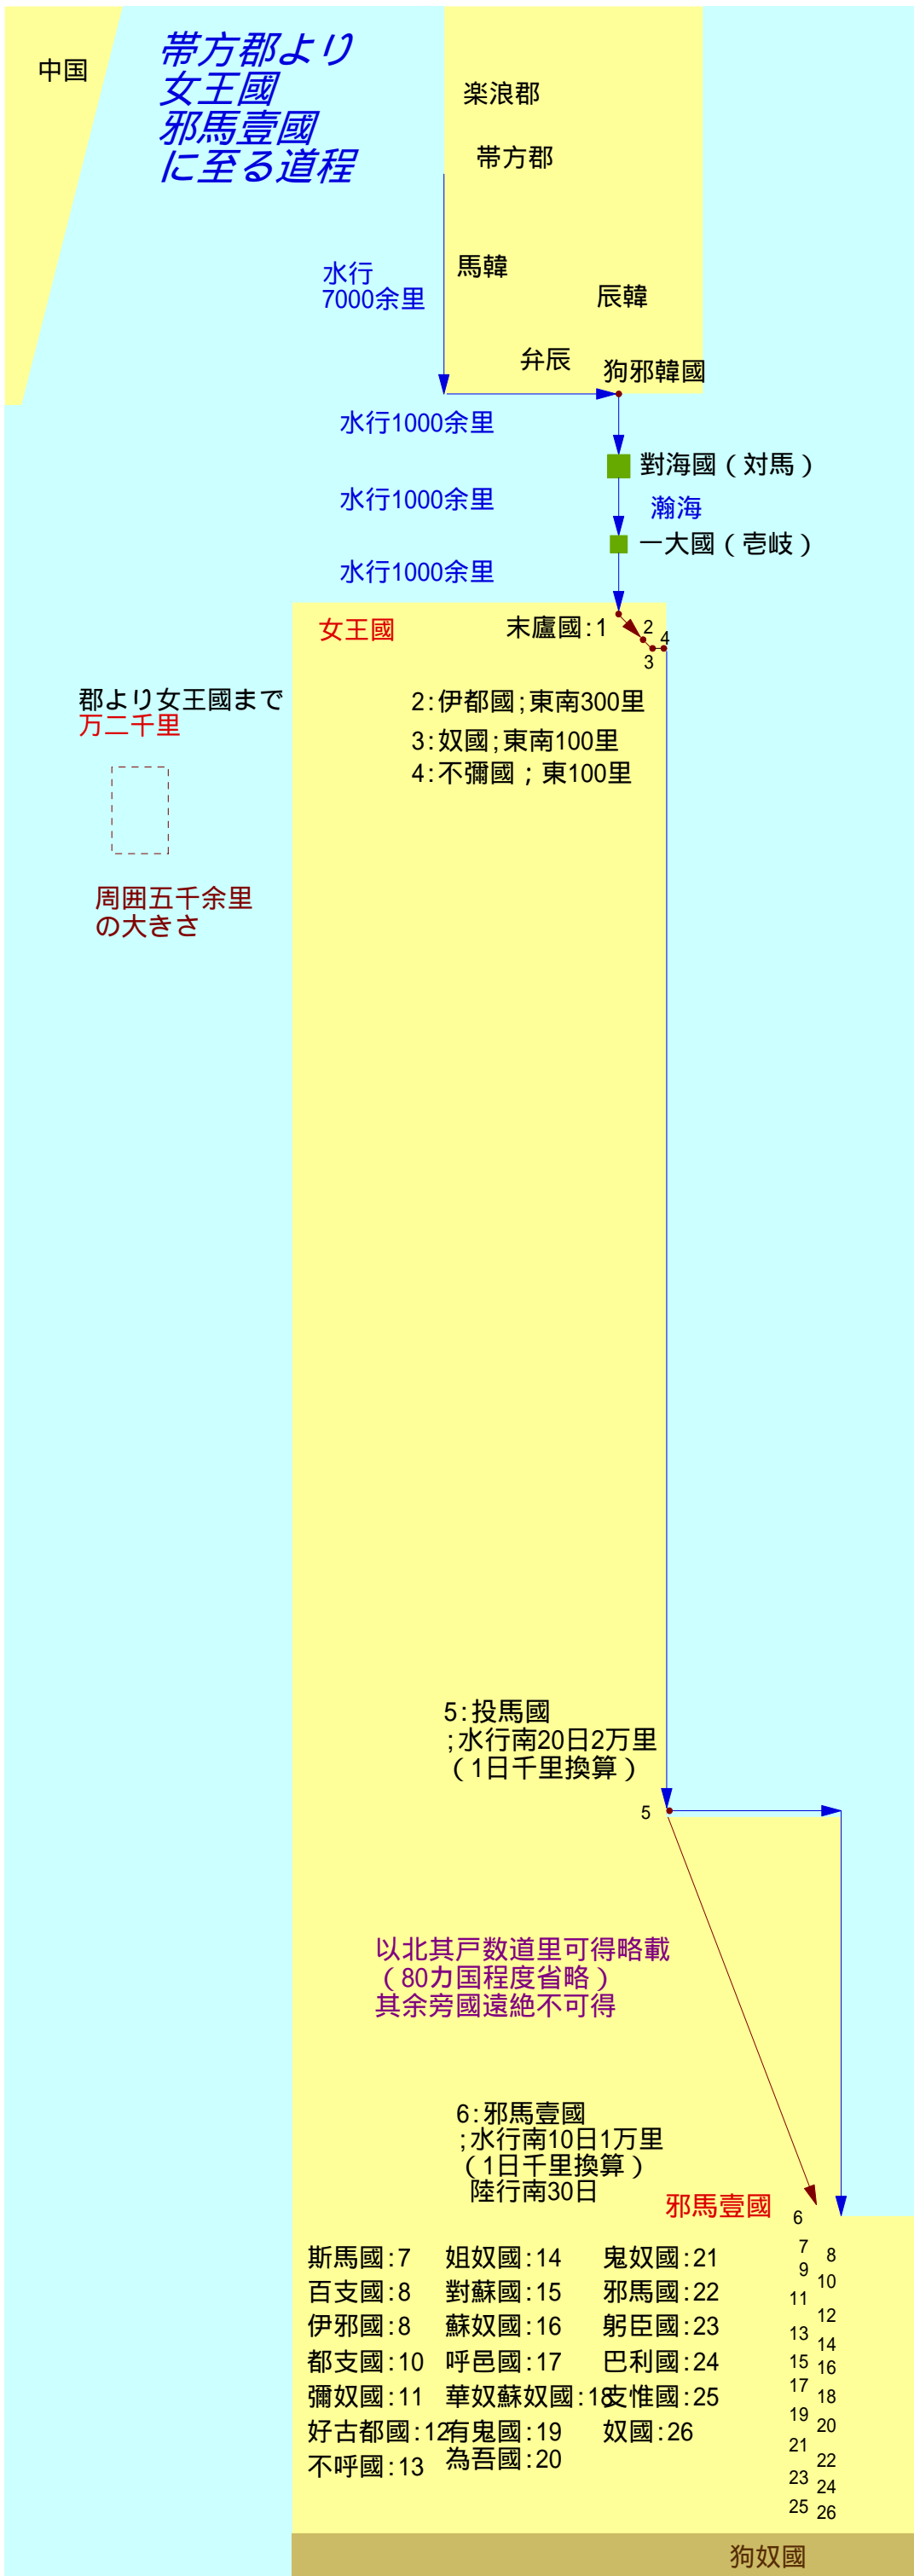 中国
帯方郡より
女王國
邪馬壹國
に至る道程
楽浪郡
帯方郡
水行
7000余里
馬韓
辰韓
弁辰
狗邪韓國
水行1000余里
對海國（対馬）
水行1000余里
瀚海
一大國（壱岐）
水行1000余里
女王國
末廬國:1
2
4
3
郡より女王國まで
万二千里
2:伊都國;東南300里
3:奴國;東南100里
4:不彌國；東100里
周囲五千余里
の大きさ
5:投馬國
;水行南20日2万里
（1日千里換算）
5
以北其戸数道里可得略載
（80カ国程度省略）
其余旁國遠絶不可得
6:邪馬壹國
;水行南10日1万里
（1日千里換算）
陸行南30日
邪馬壹國
6
斯馬國:7
百支國:8
伊邪國:8
都支國:10
彌奴國:11
好古都國:12
不呼國:13
姐奴國:14
對蘇國:15
蘇奴國:16
呼邑國:17
華奴蘇奴國:18
有鬼國:19
為吾國:20
鬼奴國:21
邪馬國:22
躬臣國:23
巴利國:24
支惟國:25
奴國:26
7
8
9
10
11
12
13
14
15
16
17
18
19
20
21
22
23
24
25
26
狗奴國